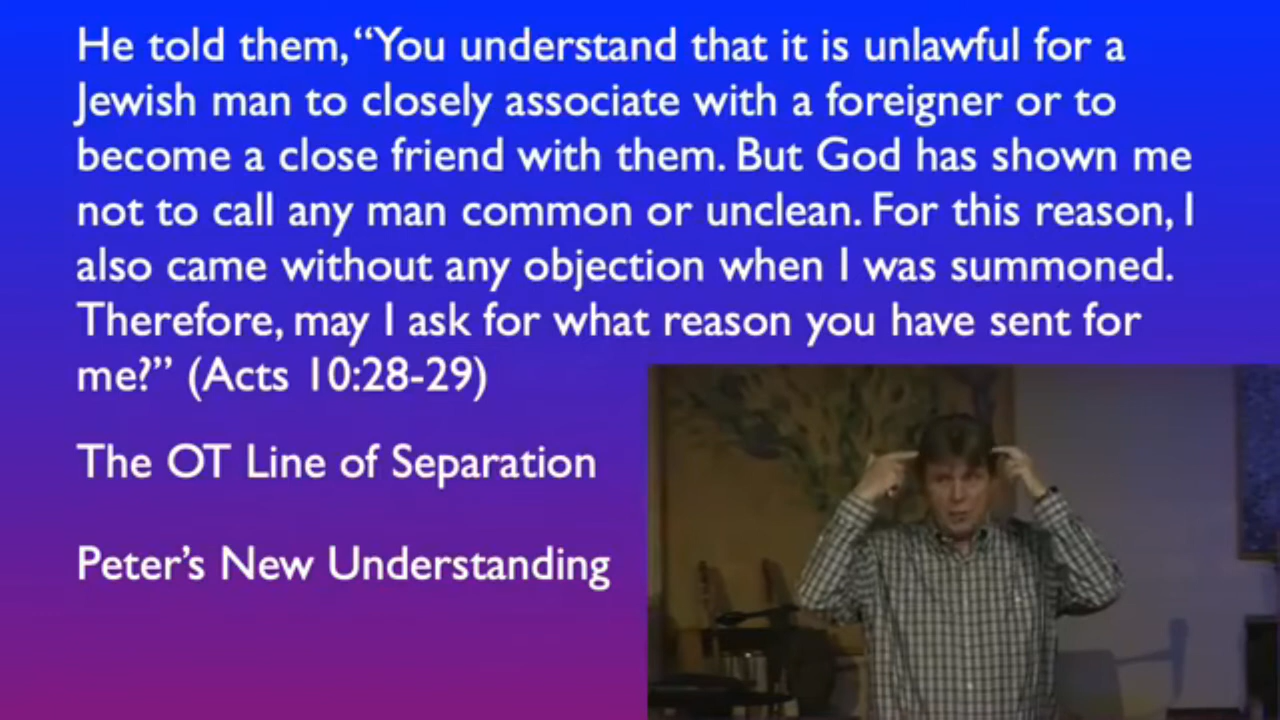 He told them, “You understand that it is unlawful for a
Jewish man to closely associate with a foreigner or to
become a close friend with them. But God has shown me
not to call any man common or unclean. For this reason, I
also came without any objection when I was summoned.
Therefore, may I ask for what reason you have sent for
me?” (Acts 10:28-29)
The OT Line of Separation
Peter’s New Understanding